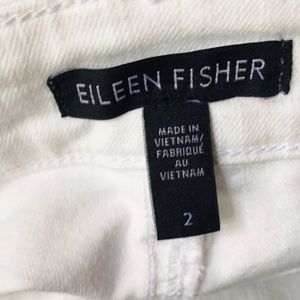 EILEEN FISHER
MADE IN
VIETNAM/
FABRIQUÉ
AU
VIETNAM
2